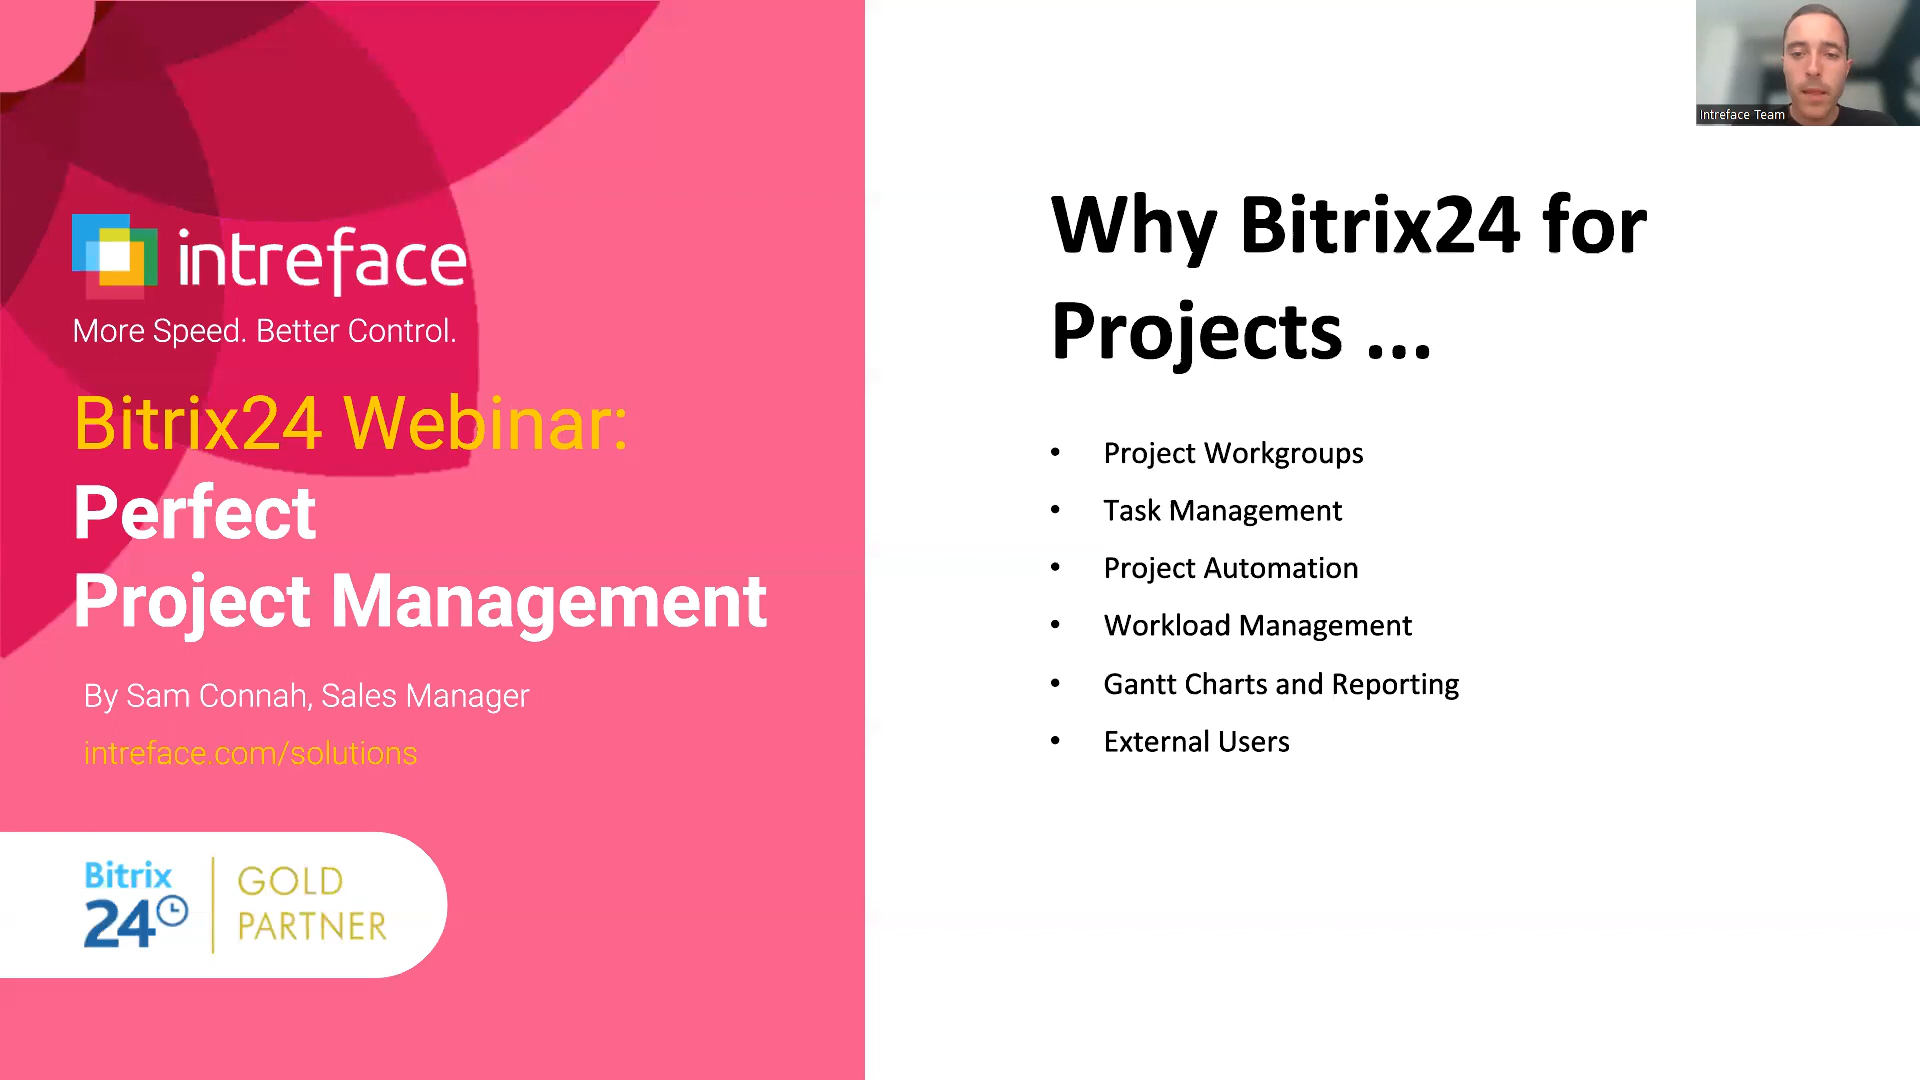 intreface
More Speed. Better Control.
Bitrix24 Webinar:
Perfect
Project Management
By Sam Connah, Sales Manager
intreface.com/solutions
Bitrix
24
GOLD
PARTNER
Why Bitrix24 for
Projects ...
• Project Workgroups
• Task Management
• Project Automation
• Workload Management
• Gantt Charts and Reporting
• External Users
Intreface Team